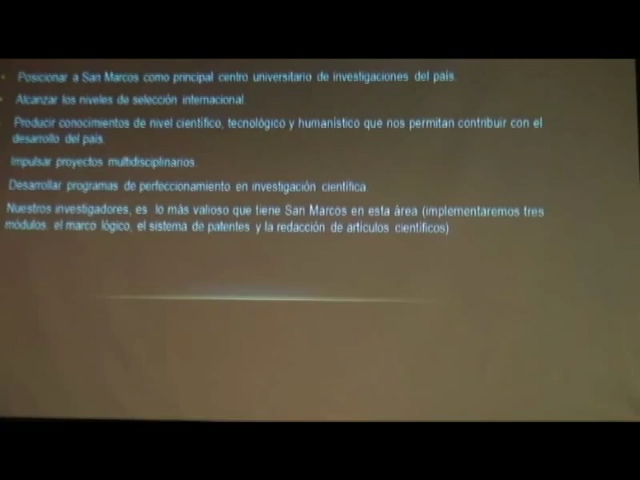 Posicionar a San Marcos como principal centro universitario de investigaciones del país.
Alcanzar los niveles de selección internacional
Producir conocimientos de nivel científico, tecnológico y humanístico que nos permitan contribuir con el
desarrollo del país.
Impulsar proyectos multidisciplinarios.
Desarrollar programas de perfeccionamiento en investigación científica
Nuestros investigadores, es lo más valioso que tiene San Marcos en esta área (implementaremos tres
módulos: el marco lógico, el sistema de patentes y la redacción de artículos científicos)